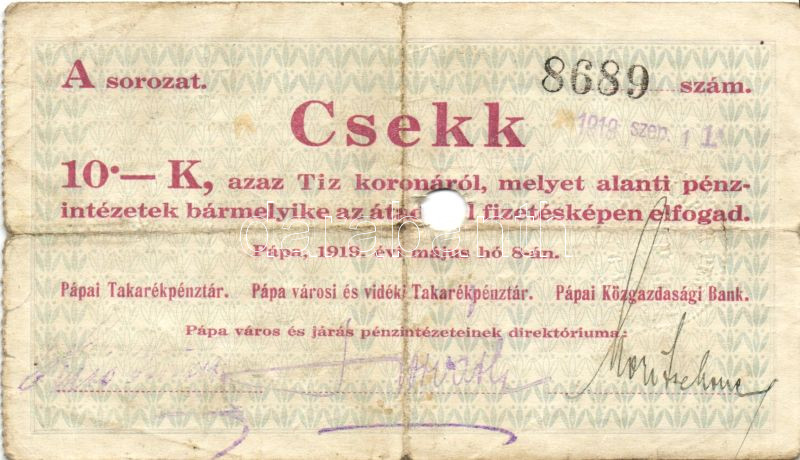 A sorozat. 8689 szám.
Csekk
1919 szep. 11
10·— K, azaz Tiz koronáról, melyet alanti pénz-
intézetek bármelyike az átad l fizetésképen elfogad.
Pápa, 1919. évi május hó 8-án.
Pápai Takarékpénztár. Pápa városi és vidéki Takarékpénztár. Pápai Közgazdasági Bank.
Pápa város és járás pénzintézeteinek direktóriuma: